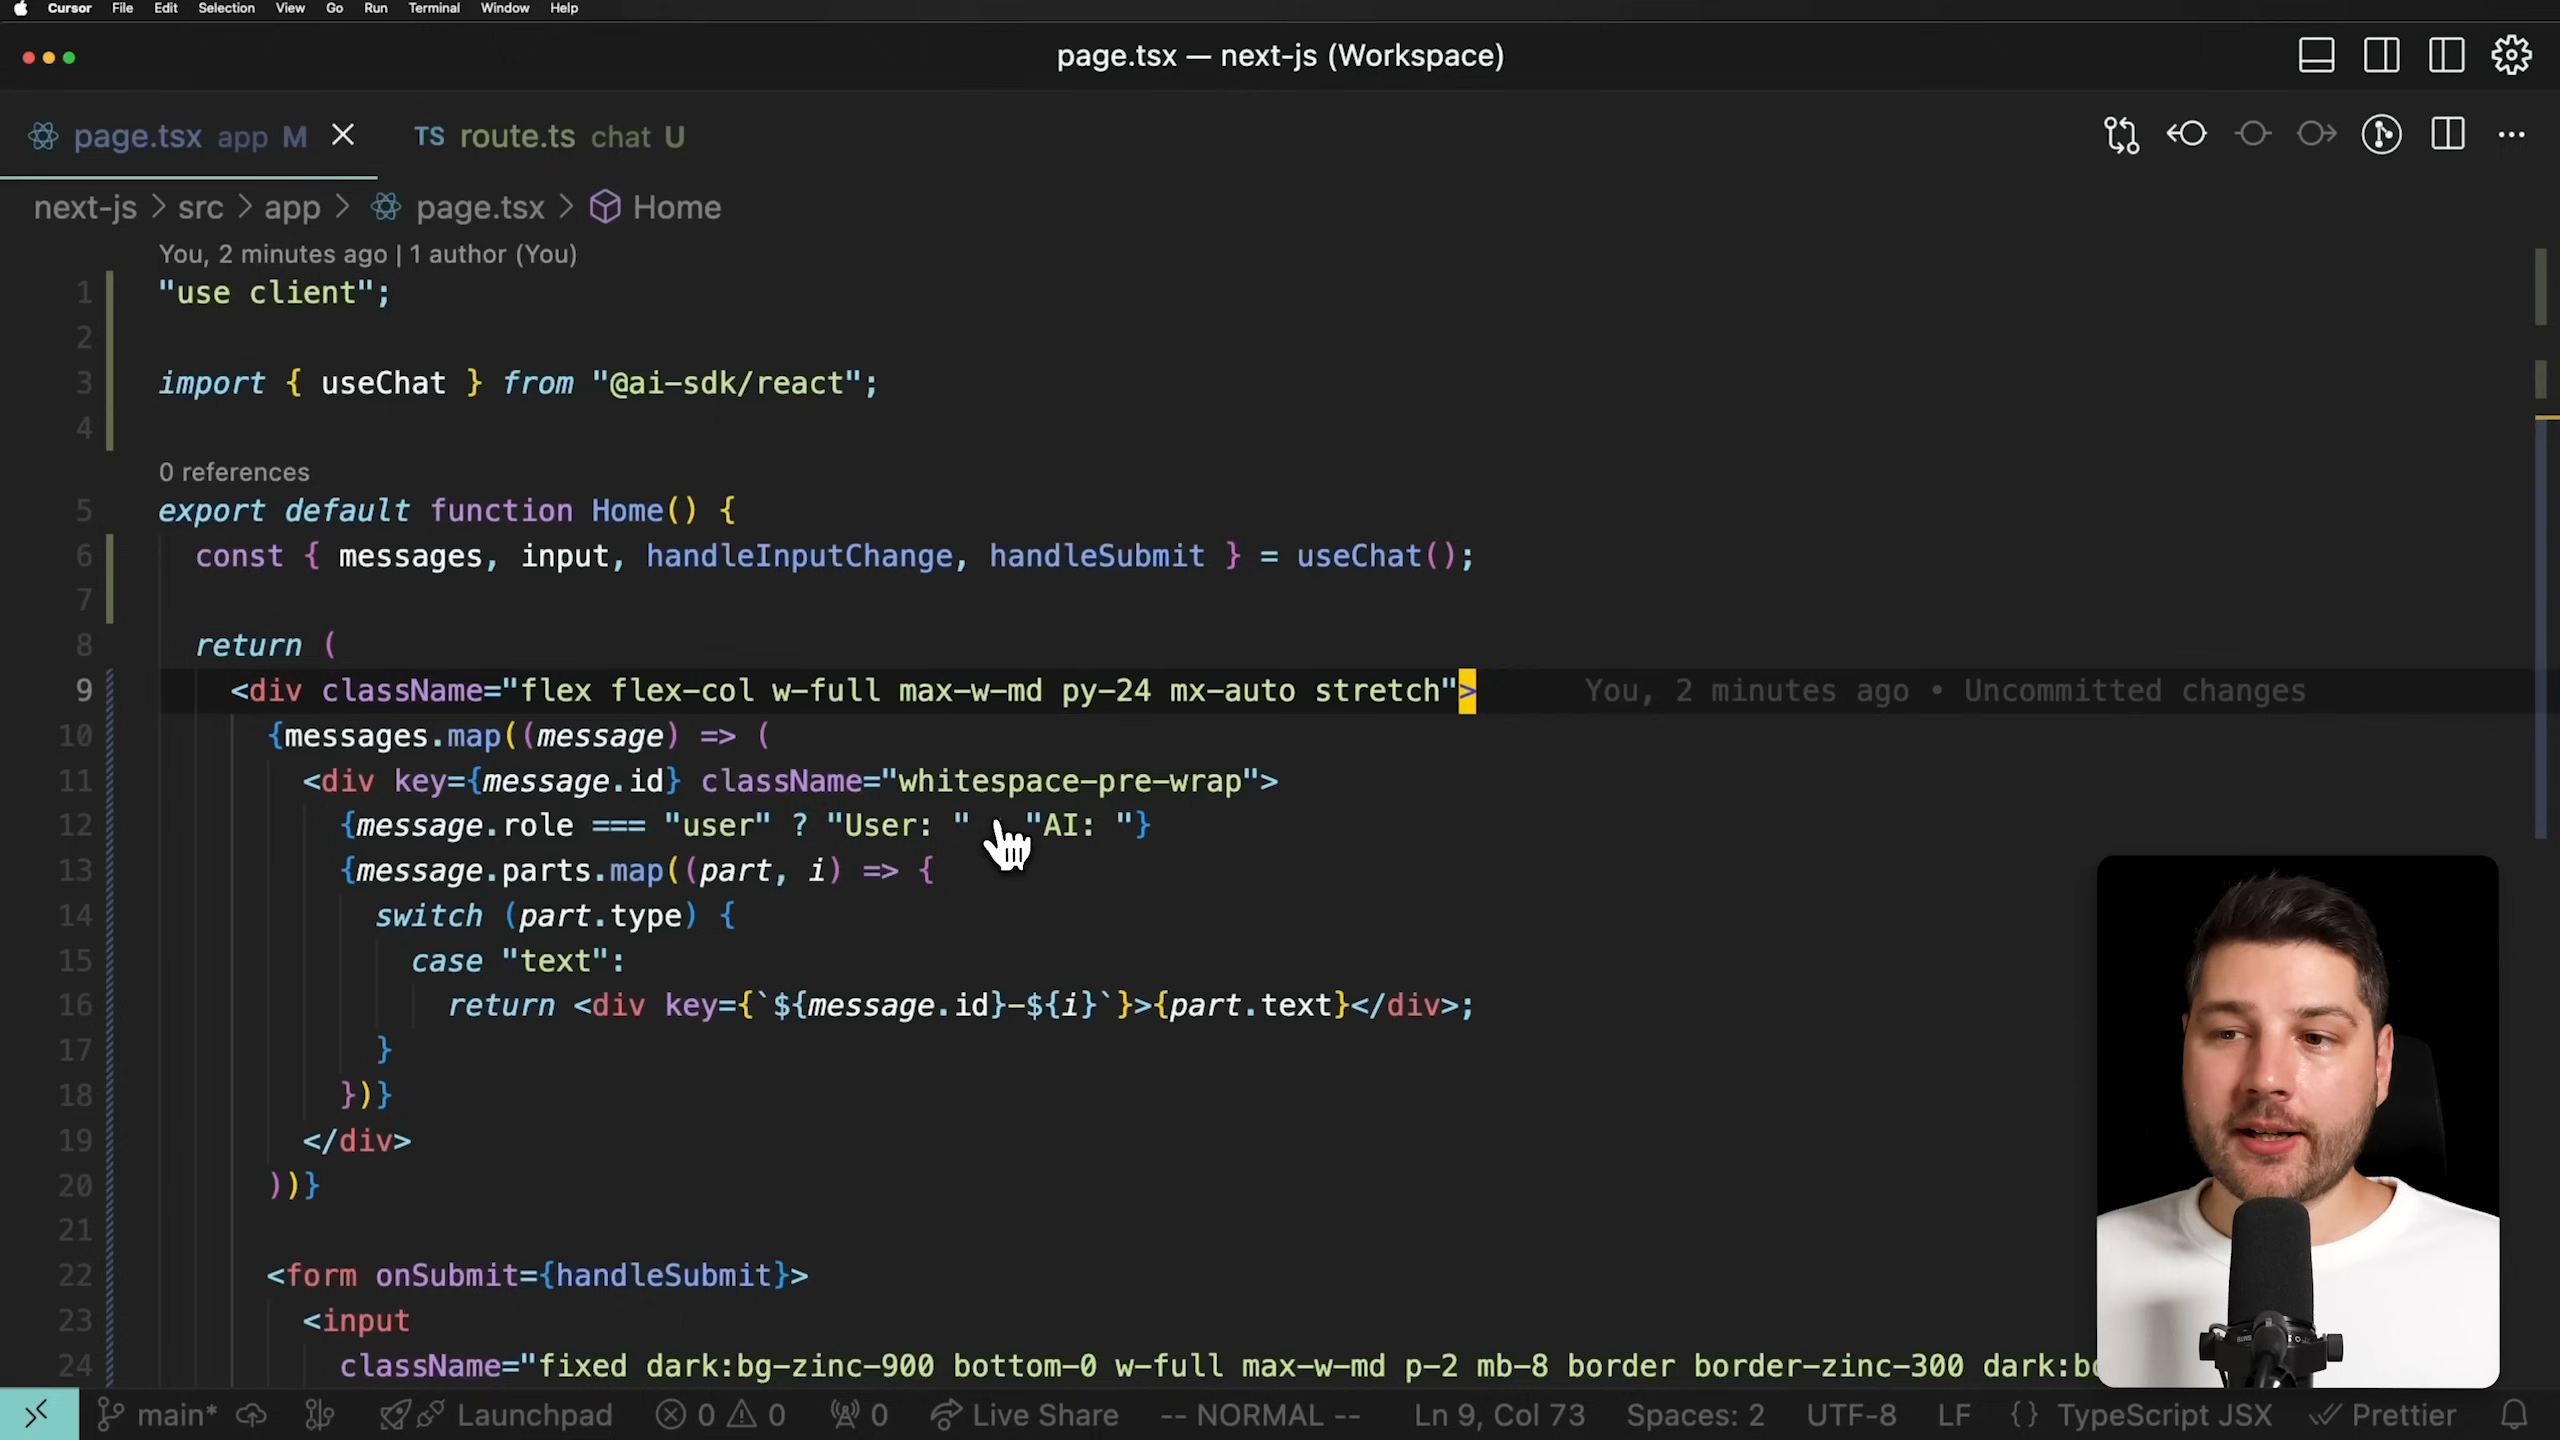 Cursor File Edit Selection View Go Run Terminal Window Help
page.tsx — next-js (Workspace)
page.tsx app M TS route.ts chat U
next-js > src > app > page.tsx > Home
You, 2 minutes ago | 1 author (You)
1 "use client";
2
3 import { useChat } from "@ai-sdk/react";
4
0 references
5 export default function Home() {
6 const { messages, input, handleInputChange, handleSubmit } = useChat();
7
8 return (
9 <div className="flex flex-col w-full max-w-md py-24 mx-auto stretch"> You, 2 minutes ago • Uncommitted changes
10 {messages.map((message) => (
11 <div key={message.id} className="whitespace-pre-wrap">
12 {message.role === "user" ? "User: " "AI: "}
13 {message.parts.map((part, i) => {
14 switch (part.type) {
15 case "text":
16 return <div key={`${message.id}-${i}`}>{part.text}</div>;
17 }
18 })}
19 </div>
20 ))}
21
22 <form onSubmit={handleSubmit}>
23 <input
24 className="fixed dark:bg-zinc-900 bottom-0 w-full max-w-md p-2 mb-8 border border-zinc-300
main* Launchpad 0 0 0 Live Share -- NORMAL -- Ln 9, Col 73 Spaces: 2 UTF-8 LF {} TypeScript JSX Prettier